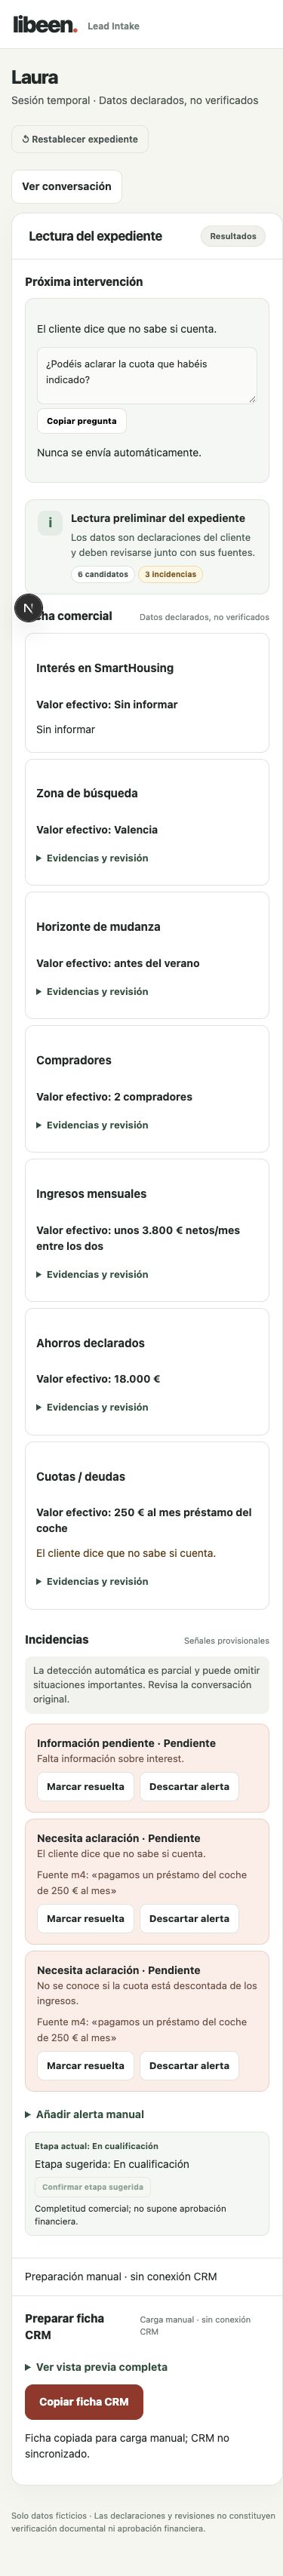 libeen. Lead Intake
Laura
Sesión temporal · Datos declarados, no verificados
↺ Restablecer expediente
Ver conversación
Lectura del expediente Resultados
Próxima intervención
El cliente dice que no sabe si cuenta.
¿Podéis aclarar la cuota que habéis
indicado?
Copiar pregunta
Nunca se envía automáticamente.
i Lectura preliminar del expediente
Los datos son declaraciones del cliente
y deben revisarse junto con sus fuentes.
6 candidatos 3 incidencias
N
ha comercial Datos declarados, no verificados
Interés en SmartHousing
Valor efectivo: Sin informar
Sin informar
Zona de búsqueda
Valor efectivo: Valencia
▶ Evidencias y revisión
Horizonte de mudanza
Valor efectivo: antes del verano
▶ Evidencias y revisión
Compradores
Valor efectivo: 2 compradores
▶ Evidencias y revisión
Ingresos mensuales
Valor efectivo: unos 3.800 € netos/mes
entre los dos
▶ Evidencias y revisión
Ahorros declarados
Valor efectivo: 18.000 €
▶ Evidencias y revisión
Cuotas / deudas
Valor efectivo: 250 € al mes préstamo del
coche
El cliente dice que no sabe si cuenta.
▶ Evidencias y revisión
Incidencias Señales provisionales
La detección automática es parcial y puede omitir
situaciones importantes. Revisa la conversación
original.
Información pendiente · Pendiente
Falta información sobre interest.
Marcar resuelta Descartar alerta
Necesita aclaración · Pendiente
El cliente dice que no sabe si cuenta.
Fuente m4: «pagamos un préstamo del coche
de 250 € al mes»
Marcar resuelta Descartar alerta
Necesita aclaración · Pendiente
No se conoce si la cuota está descontada de los
ingresos.
Fuente m4: «pagamos un préstamo del coche
de 250 € al mes»
Marcar resuelta Descartar alerta
▶ Añadir alerta manual
Etapa actual: En cualificación
Etapa sugerida: En cualificación
Confirmar etapa sugerida
Completitud comercial; no supone aprobación
financiera.
Preparación manual · sin conexión CRM
Preparar ficha
CRM
Carga manual · sin conexión
CRM
▶ Ver vista previa completa
Copiar ficha CRM
Ficha copiada para carga manual; CRM no
sincronizado.
Solo datos ficticios · Las declaraciones y revisiones no constituyen
verificación documental ni aprobación financiera.